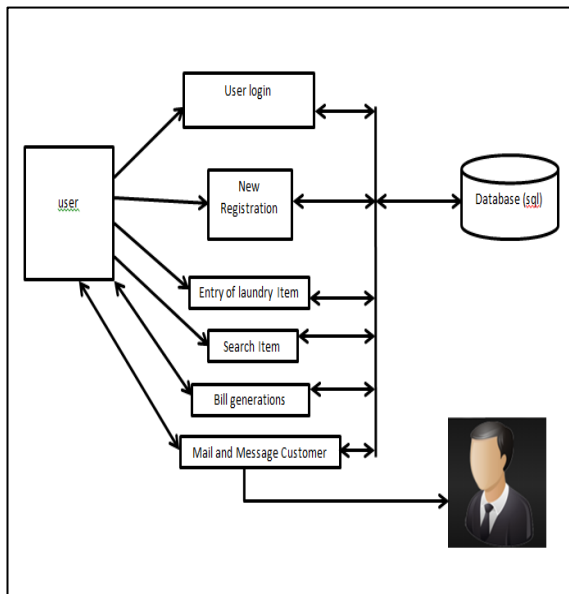 User login
user
New
Registration
Database (sql)
Entry of laundry Item
Search Item
Bill generations
Mail and Message Customer